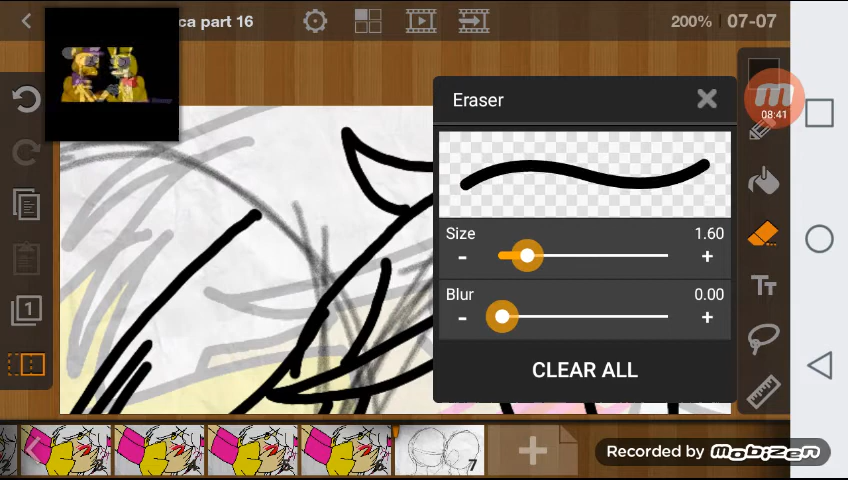 ca part 16
200% 07-07
08:41
Eraser
Size 1.60
- +
Blur 0.00
- +
CLEAR ALL
1
Tт
7
Recorded by mobizen